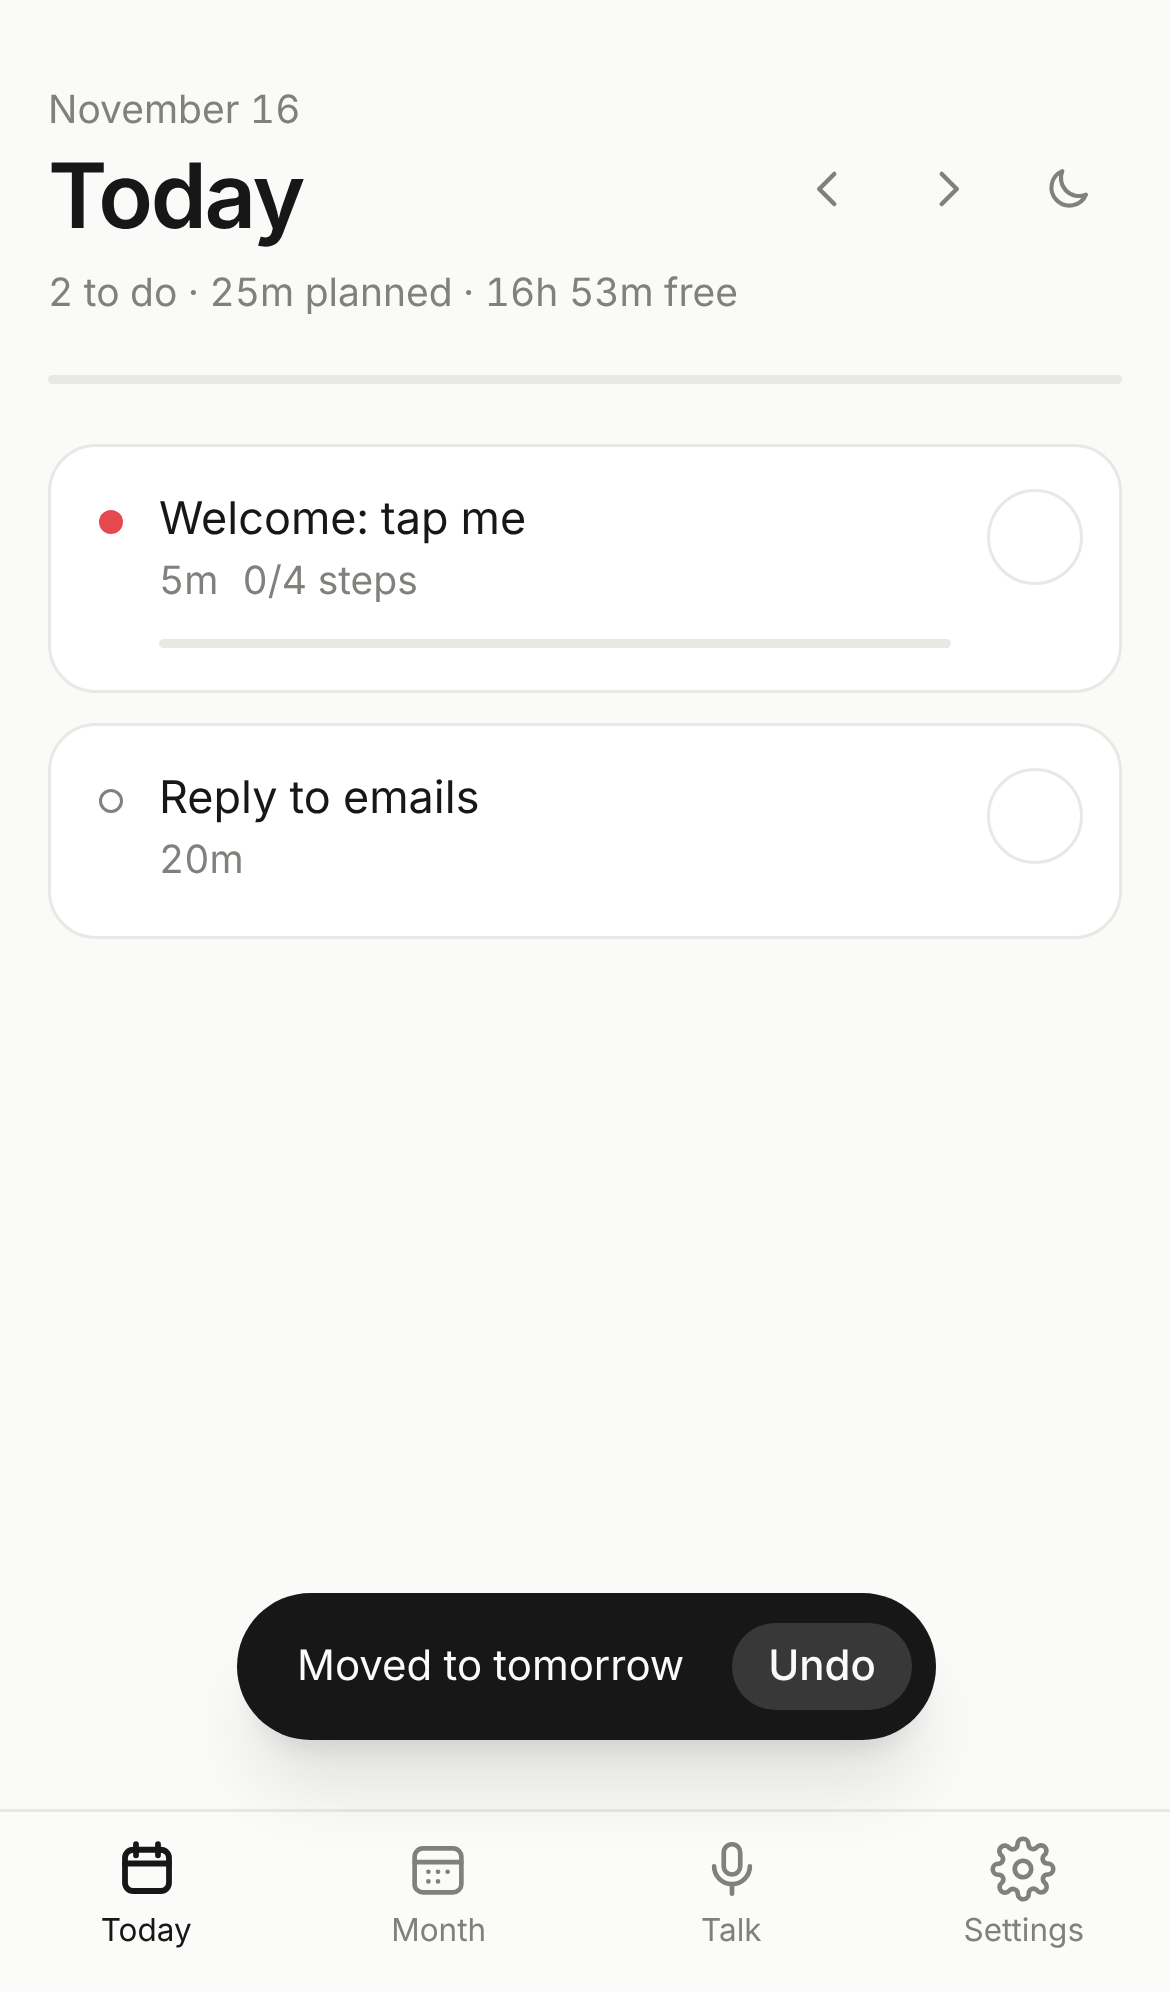 November 16
Today
2 to do · 25m planned · 16h 53m free
Welcome: tap me
5m 0/4 steps
Reply to emails
20m
Moved to tomorrow Undo
Today Month Talk Settings